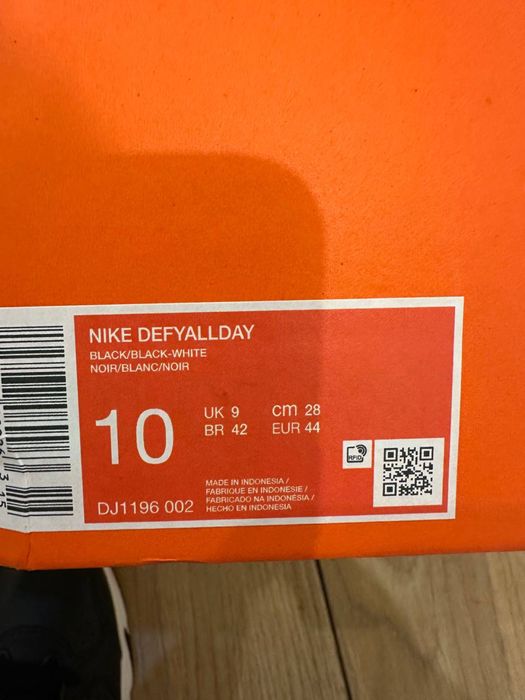 NIKE DEFYALLDAY
BLACK/BLACK-WHITE
NOIR/BLANC/NOIR
10
UK 9 cm 28
BR 42 EUR 44
RFID
DJ1196 002
MADE IN INDONESIA /
FABRIQUE EN INDONESIE /
FABRICADO NA INDONÉSIA /
HECHO EN INDONESIA